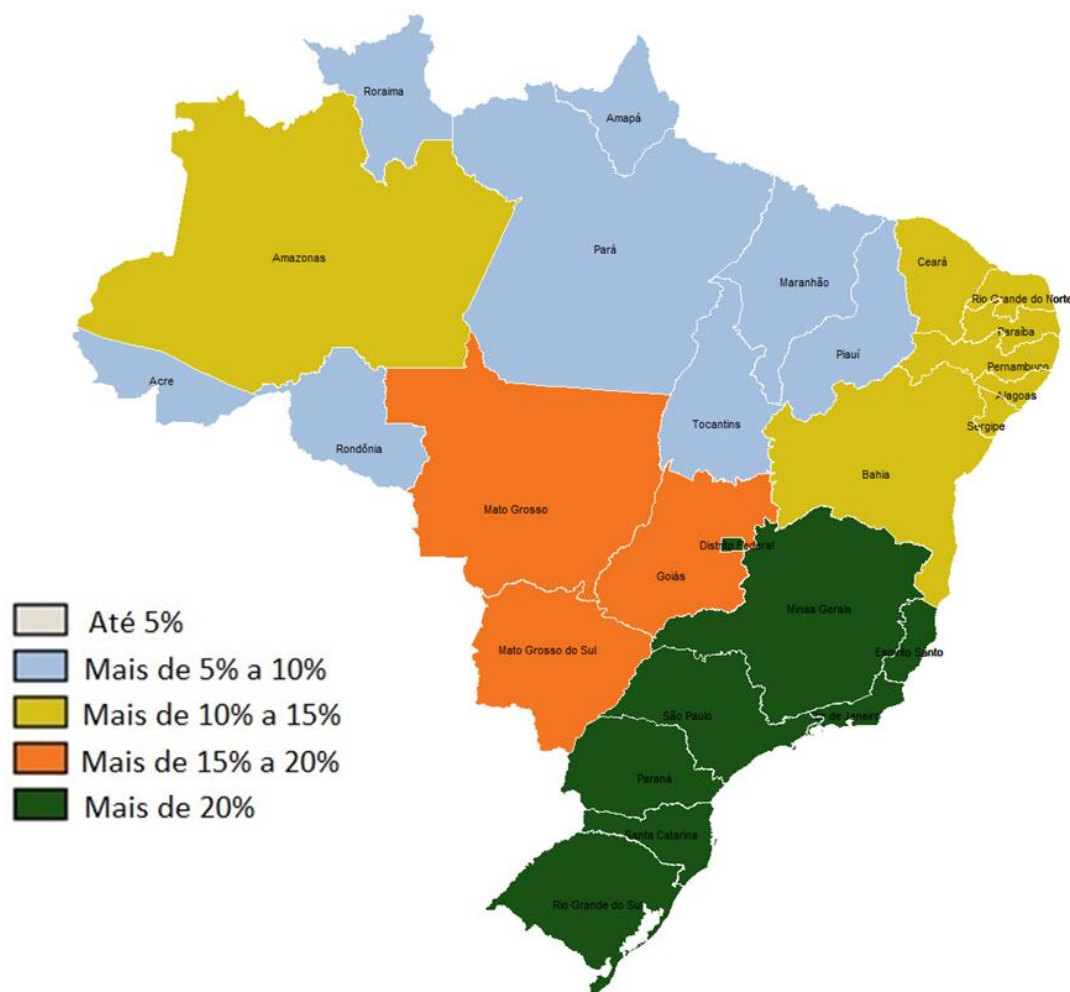 Roraima
Amapá
Amazonas
Pará
Ceará
Maranhão
Rio Grande do Norte
Paraíba
Piauí
Pernambuco
Acre
Alagoas
Tocantins
Sergipe
Rondônia
Bahia
Mato Grosso
Distrito Federal
Goiás
Minas Gerais
Mato Grosso do Sul
Espírito Santo
São Paulo
de Janeiro
Paraná
Santa Catarina
Rio Grande do Sul
Até 5%
Mais de 5% a 10%
Mais de 10% a 15%
Mais de 15% a 20%
Mais de 20%